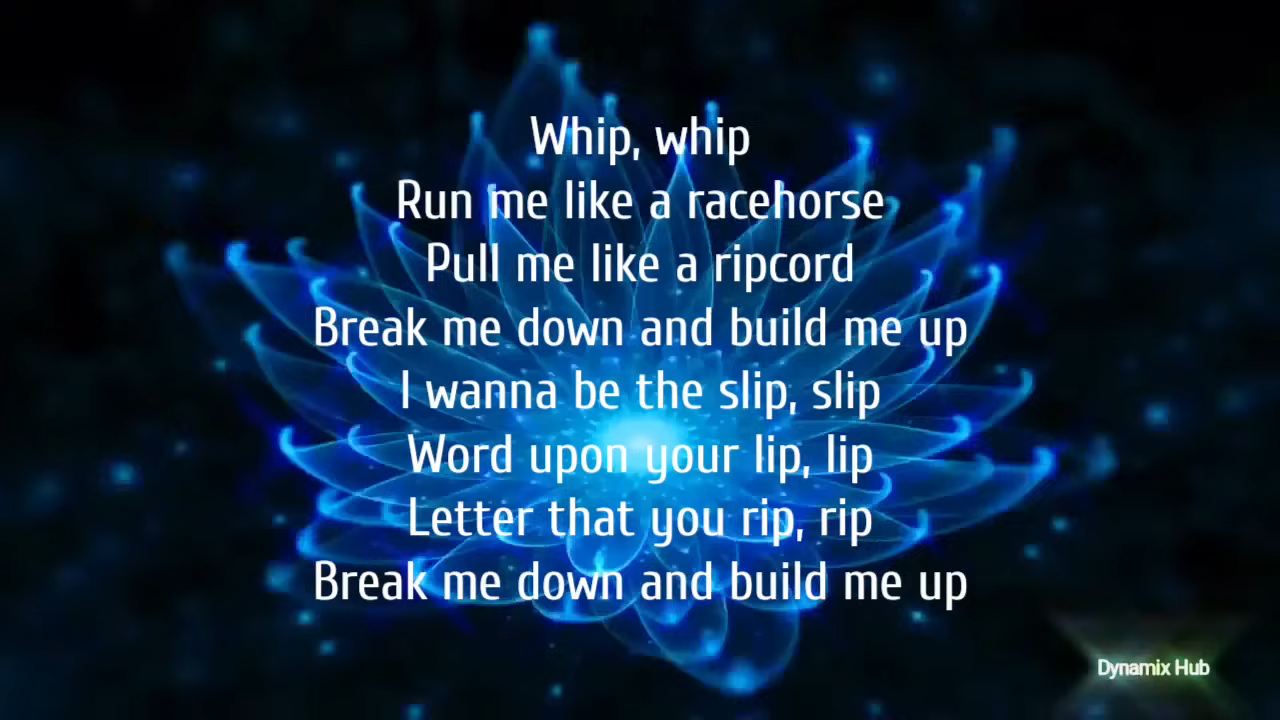 Whip, whip
Run me like a racehorse
Pull me like a ripcord
Break me down and build me up
I wanna be the slip, slip
Word upon your lip, lip
Letter that you rip, rip
Break me down and build me up
Dynamix Hub